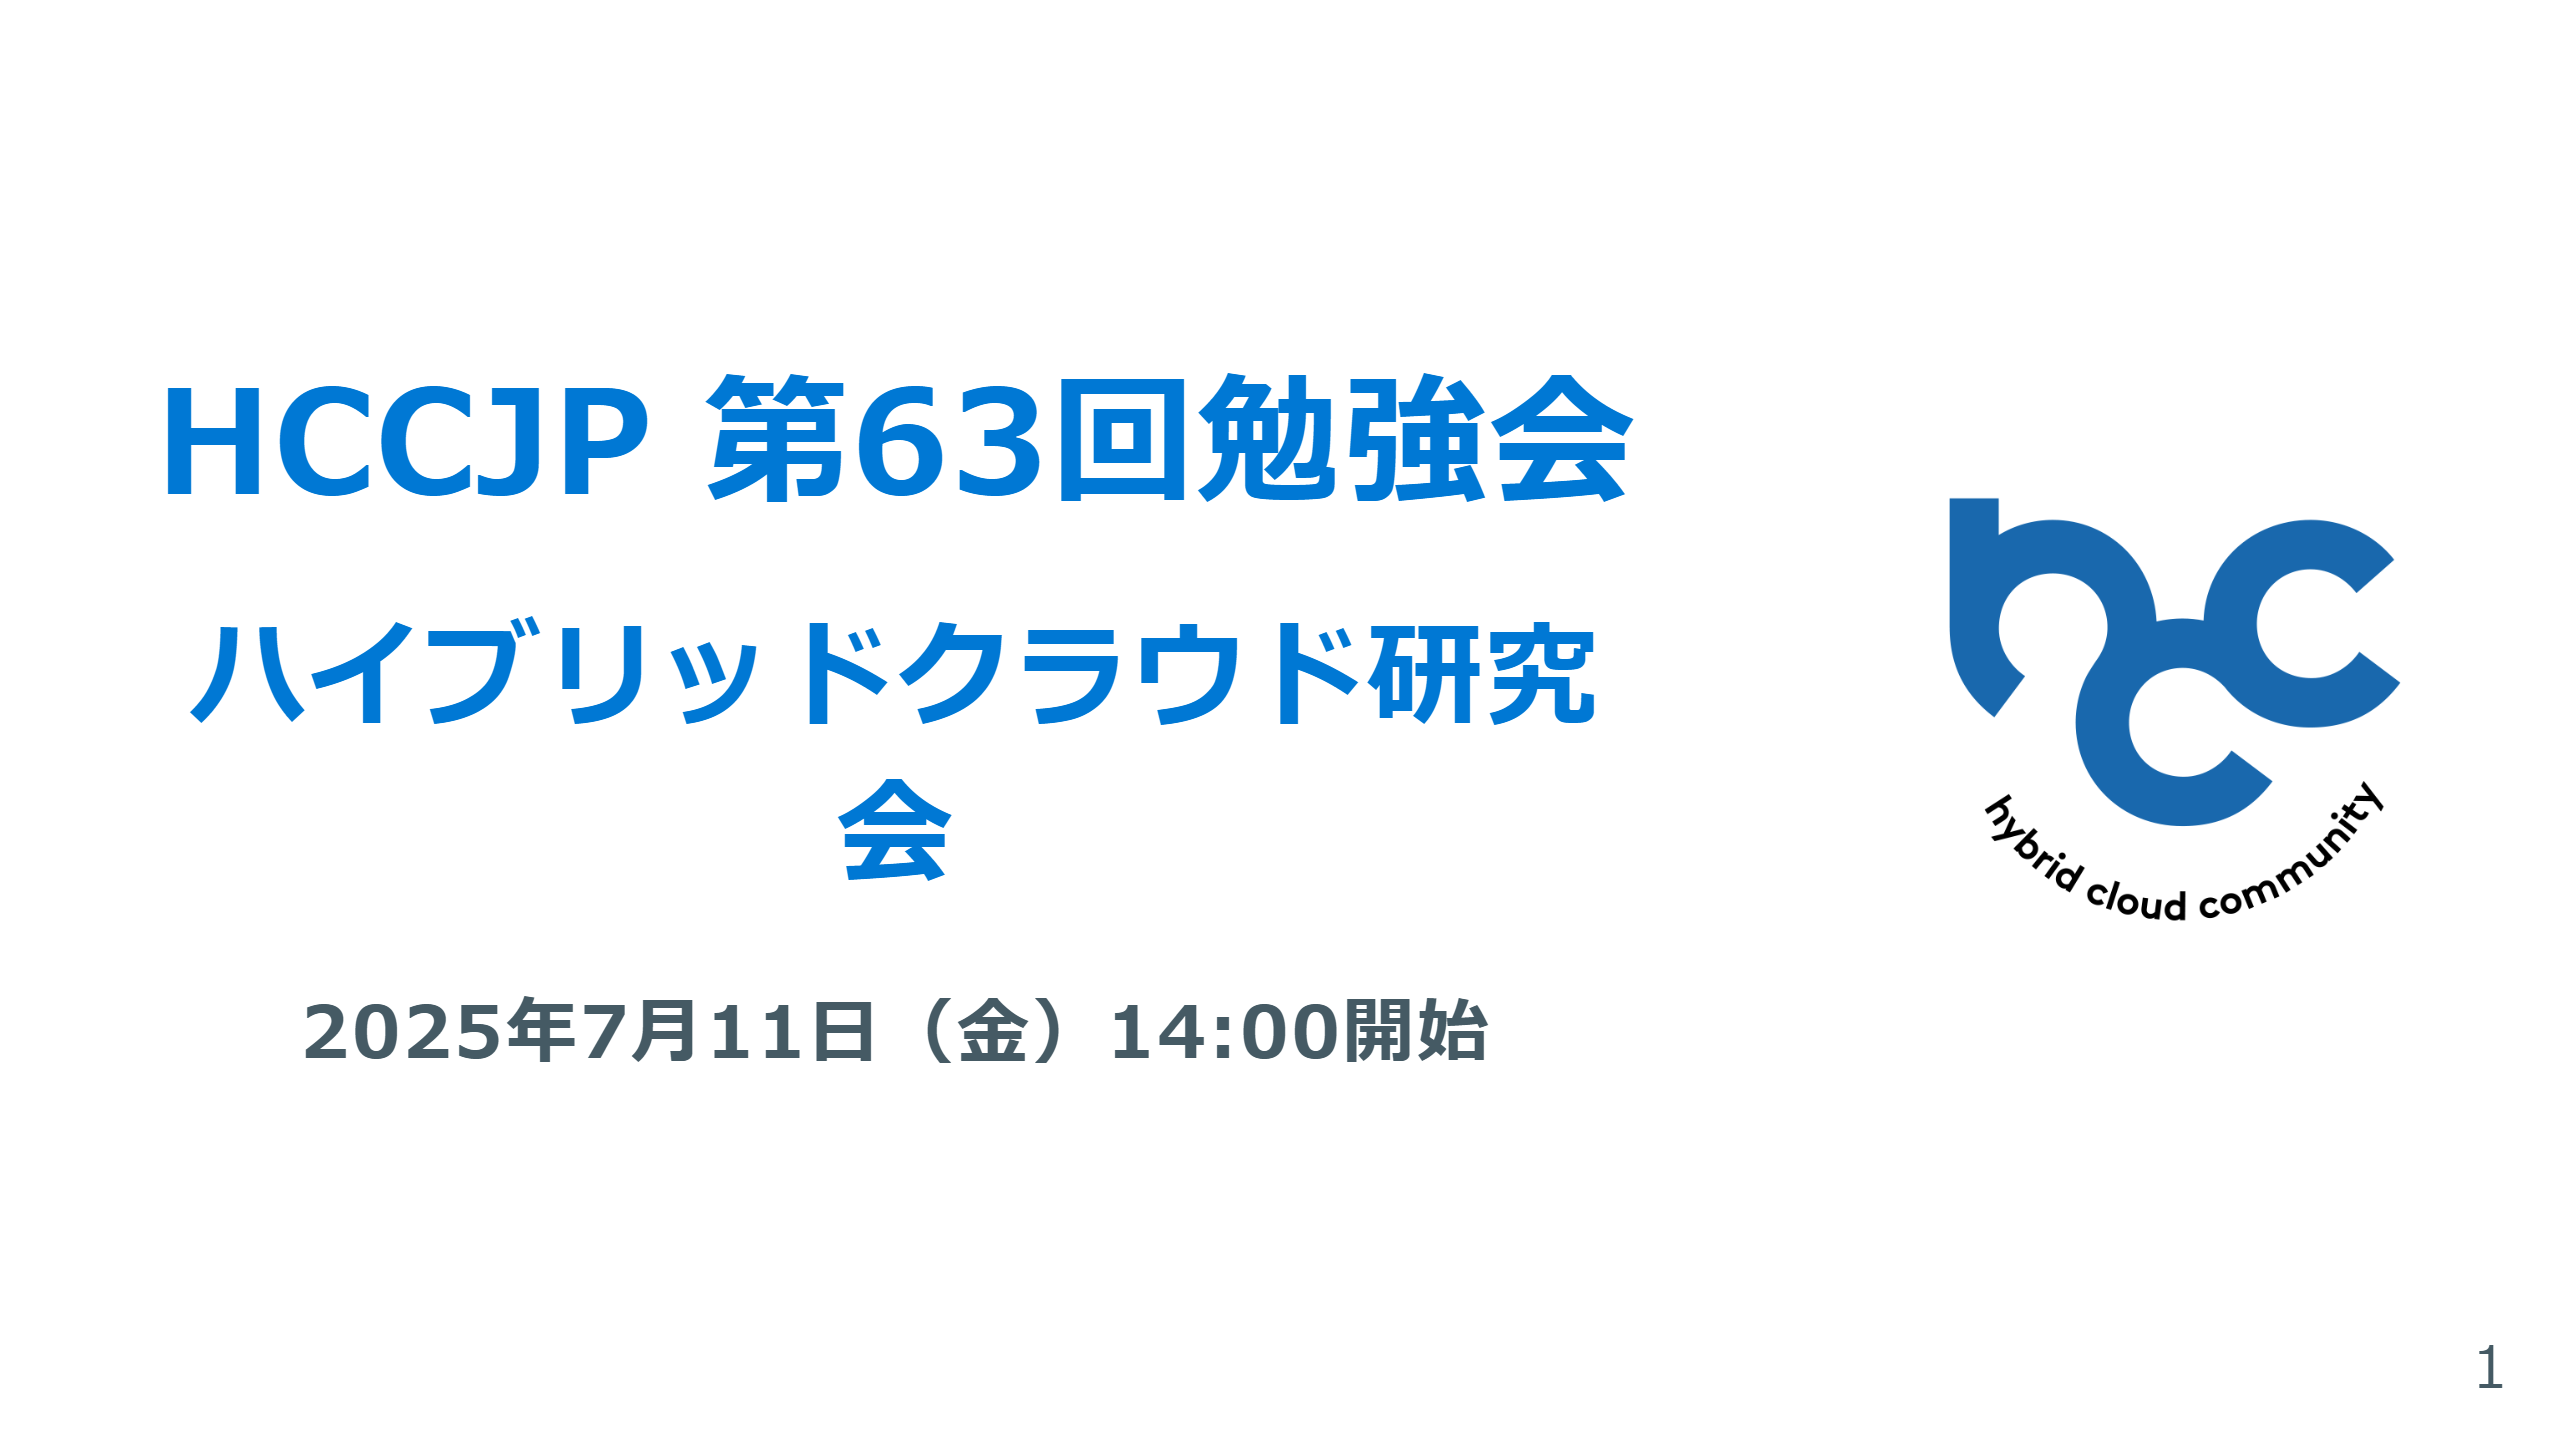 HCCJP 第63回勉強会
ハイブリッドクラウド研究
会
2025年7月11日（金）14:00開始
hcc
hybrid cloud community
1